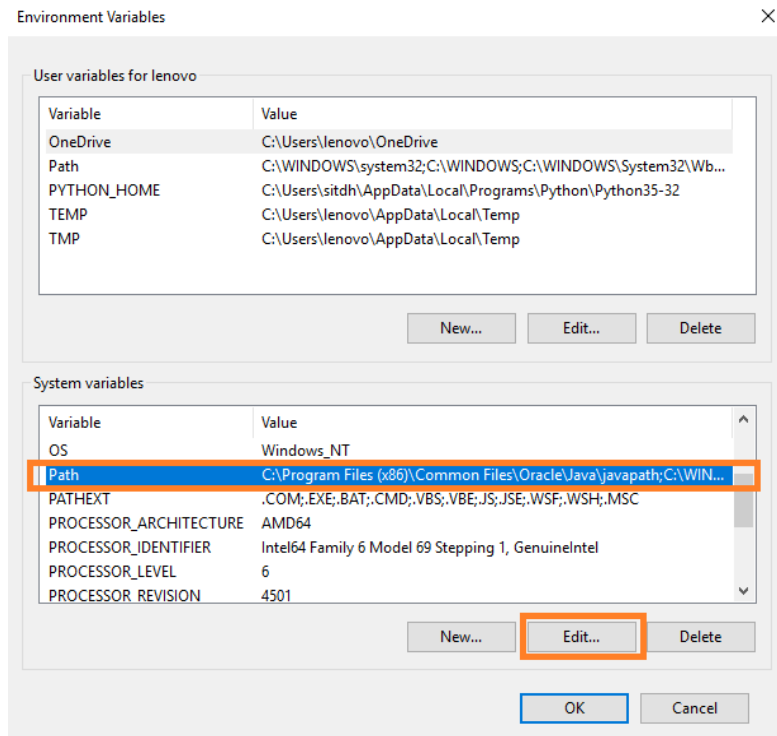 Environment Variables
User variables for lenovo
Variable Value
OneDrive C:\Users\lenovo\OneDrive
Path C:\WINDOWS\system32;C:\WINDOWS;C:\WINDOWS\System32\Wb...
PYTHON_HOME C:\Users\sitdh\AppData\Local\Programs\Python\Python35-32
TEMP C:\Users\lenovo\AppData\Local\Temp
TMP C:\Users\lenovo\AppData\Local\Temp
New... Edit... Delete
System variables
Variable Value
OS Windows_NT
Path C:\Program Files (x86)\Common Files\Oracle\Java\javapath;C:\WIN...
PATHEXT .COM;.EXE;.BAT;.CMD;.VBS;.VBE;.JS;.JSE;.WSF;.WSH;.MSC
PROCESSOR_ARCHITECTURE AMD64
PROCESSOR_IDENTIFIER Intel64 Family 6 Model 69 Stepping 1, GenuineIntel
PROCESSOR_LEVEL 6
PROCESSOR_REVISION 4501
New... Edit... Delete
OK Cancel